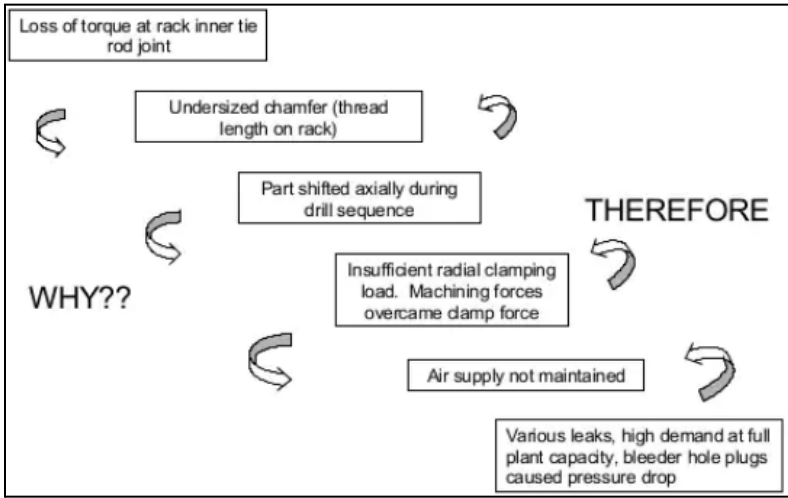 Loss of torque at rack inner tie
rod joint
Undersized chamfer (thread
length on rack)
Part shifted axially during
drill sequence
THEREFORE
Insufficient radial clamping
load. Machining forces
overcame clamp force
WHY??
Air supply not maintained
Various leaks, high demand at full
plant capacity, bleeder hole plugs
caused pressure drop